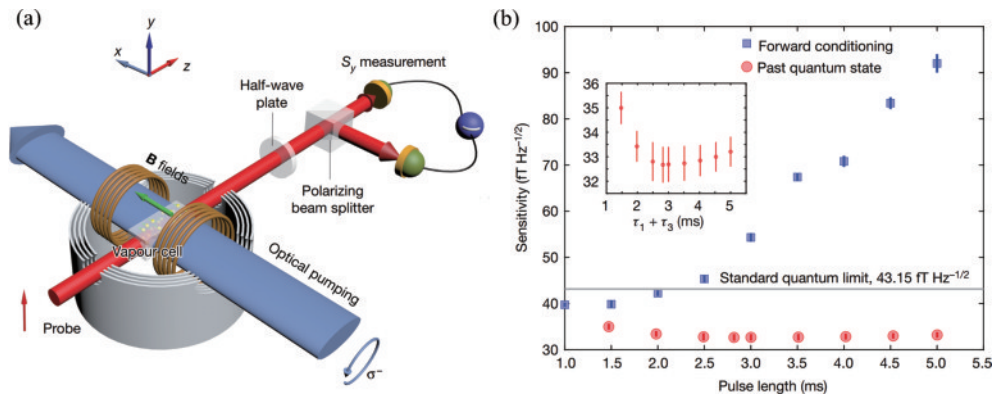 (a)
y
x
z
Half-wave
plate
S_y measurement
B fields
Polarizing
beam splitter
Vapour cell
Optical pumping
Probe
σ−
(b)
Sensitivity (fT Hz−1/2)
100
90
80
70
60
50
40
30
Forward conditioning
Past quantum state
36
35
34
33
32
1 2 3 4 5
τ1 + τ3 (ms)
Standard quantum limit, 43.15 fT Hz−1/2
1.0 1.5 2.0 2.5 3.0 3.5 4.0 4.5 5.0 5.5
Pulse length (ms)